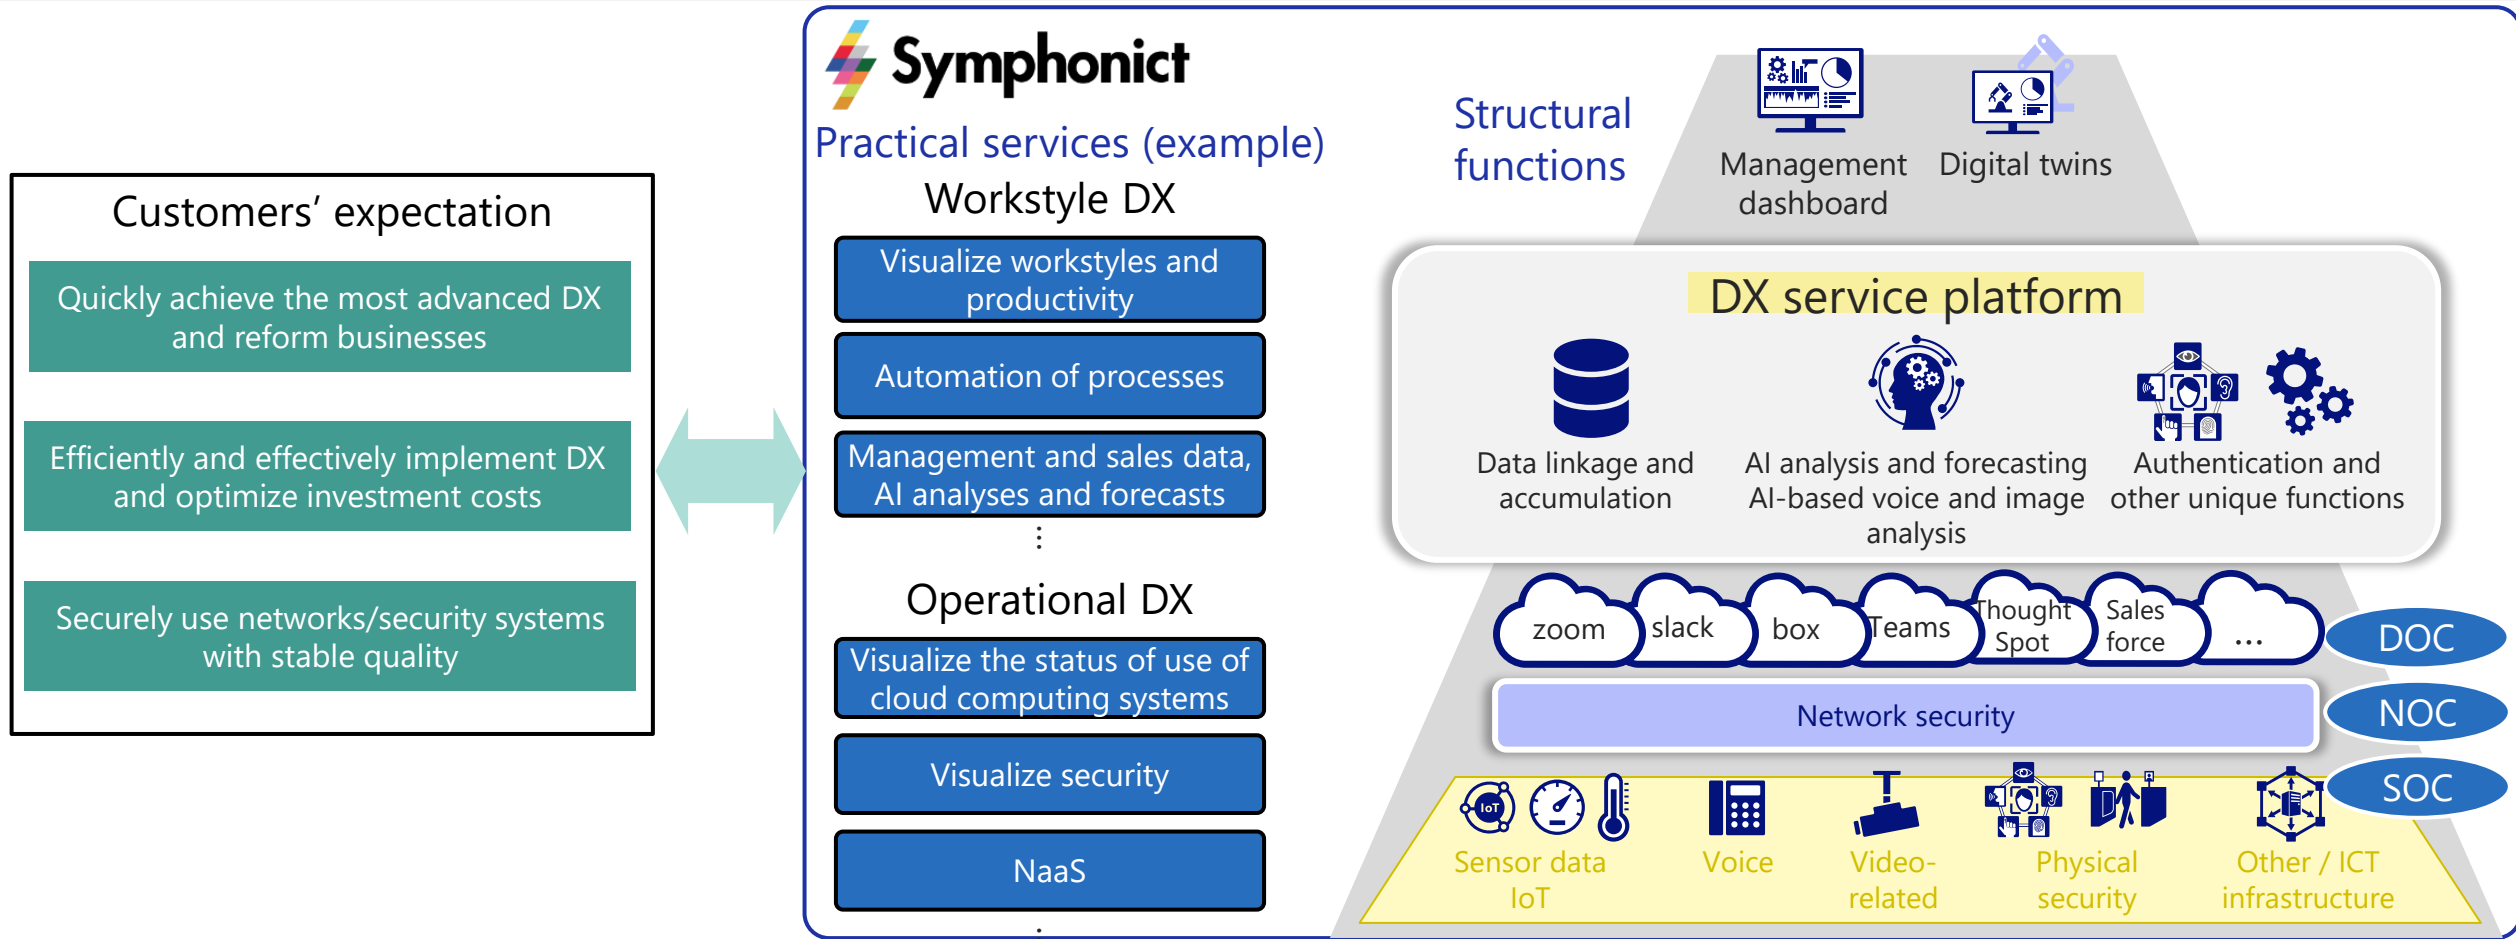 Customers’ expectation
Quickly achieve the most advanced DX
and reform businesses
Efficiently and effectively implement DX
and optimize investment costs
Securely use networks/security systems
with stable quality
Symphonict
Practical services (example)
Workstyle DX
Visualize workstyles and
productivity
Automation of processes
Management and sales data,
AI analyses and forecasts
⋮
Operational DX
Visualize the status of use of
cloud computing systems
Visualize security
NaaS
Structural
functions
Management
dashboard
Digital twins
DX service platform
Data linkage and
accumulation
AI analysis and forecasting
AI-based voice and image
analysis
Authentication and
other unique functions
zoom
slack
box
Teams
Thought
Spot
Sales
force
...
DOC
Network security
NOC
SOC
IoT
Sensor data
IoT
Voice
Video-
related
Physical
security
Other / ICT
infrastructure